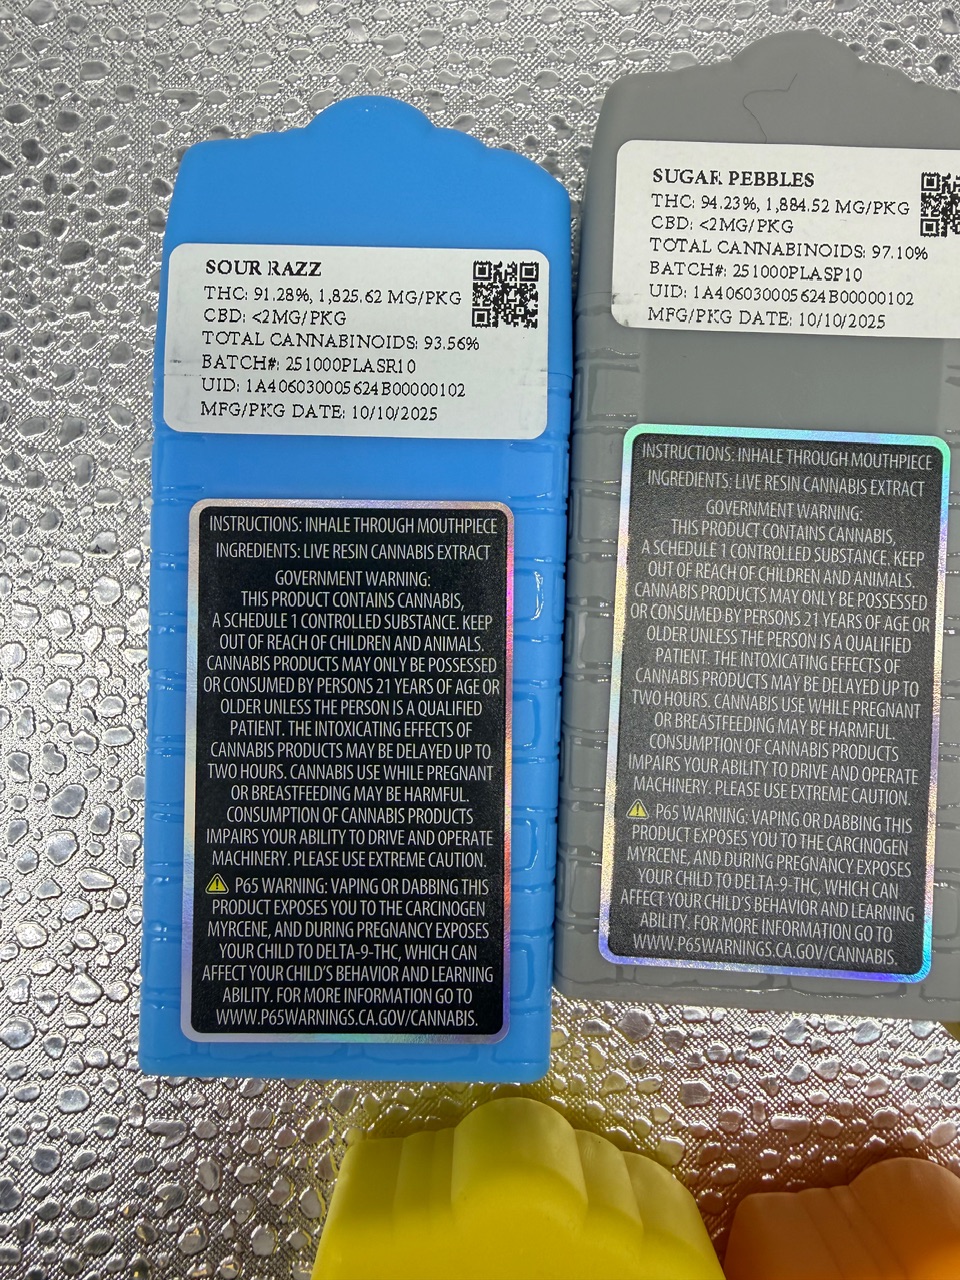 SOUR RAZZ
THC: 91.28%, 1,825.62 MG/PKG
CBD: <2MG/PKG
TOTAL CANNABINOIDS: 93.56%
BATCH#: 251000PLASR10
UID: 1A406030005624B00000102
MFG/PKG DATE: 10/10/2025
INSTRUCTIONS: INHALE THROUGH MOUTHPIECE
INGREDIENTS: LIVE RESIN CANNABIS EXTRACT
GOVERNMENT WARNING:
THIS PRODUCT CONTAINS CANNABIS,
A SCHEDULE 1 CONTROLLED SUBSTANCE. KEEP
OUT OF REACH OF CHILDREN AND ANIMALS.
CANNABIS PRODUCTS MAY ONLY BE POSSESSED
OR CONSUMED BY PERSONS 21 YEARS OF AGE OR
OLDER UNLESS THE PERSON IS A QUALIFIED
PATIENT. THE INTOXICATING EFFECTS OF
CANNABIS PRODUCTS MAY BE DELAYED UP TO
TWO HOURS. CANNABIS USE WHILE PREGNANT
OR BREASTFEEDING MAY BE HARMFUL.
CONSUMPTION OF CANNABIS PRODUCTS
IMPAIRS YOUR ABILITY TO DRIVE AND OPERATE
MACHINERY. PLEASE USE EXTREME CAUTION.
P65 WARNING: VAPING OR DABBING THIS
PRODUCT EXPOSES YOU TO THE CARCINOGEN
MYRCENE, AND DURING PREGNANCY EXPOSES
YOUR CHILD TO DELTA-9-THC, WHICH CAN
AFFECT YOUR CHILD'S BEHAVIOR AND LEARNING
ABILITY. FOR MORE INFORMATION GO TO
WWW.P65WARNINGS.CA.GOV/CANNABIS.
SUGAR PEBBLES
THC: 94.23%, 1,884.52 MG/PKG
CBD: <2MG/PKG
TOTAL CANNABINOIDS: 97.10%
BATCH#: 251000PLASP10
UID: 1A406030005624B00000102
MFG/PKG DATE: 10/10/2025
INSTRUCTIONS: INHALE THROUGH MOUTHPIECE
INGREDIENTS: LIVE RESIN CANNABIS EXTRACT
GOVERNMENT WARNING:
THIS PRODUCT CONTAINS CANNABIS,
A SCHEDULE 1 CONTROLLED SUBSTANCE. KEEP
OUT OF REACH OF CHILDREN AND ANIMALS.
CANNABIS PRODUCTS MAY ONLY BE POSSESSED
OR CONSUMED BY PERSONS 21 YEARS OF AGE OR
OLDER UNLESS THE PERSON IS A QUALIFIED
PATIENT. THE INTOXICATING EFFECTS OF
CANNABIS PRODUCTS MAY BE DELAYED UP TO
TWO HOURS. CANNABIS USE WHILE PREGNANT
OR BREASTFEEDING MAY BE HARMFUL.
CONSUMPTION OF CANNABIS PRODUCTS
IMPAIRS YOUR ABILITY TO DRIVE AND OPERATE
MACHINERY. PLEASE USE EXTREME CAUTION.
P65 WARNING: VAPING OR DABBING THIS
PRODUCT EXPOSES YOU TO THE CARCINOGEN
MYRCENE, AND DURING PREGNANCY EXPOSES
YOUR CHILD TO DELTA-9-THC, WHICH CAN
AFFECT YOUR CHILD'S BEHAVIOR AND LEARNING
ABILITY. FOR MORE INFORMATION GO TO
WWW.P65WARNINGS.CA.GOV/CANNABIS.